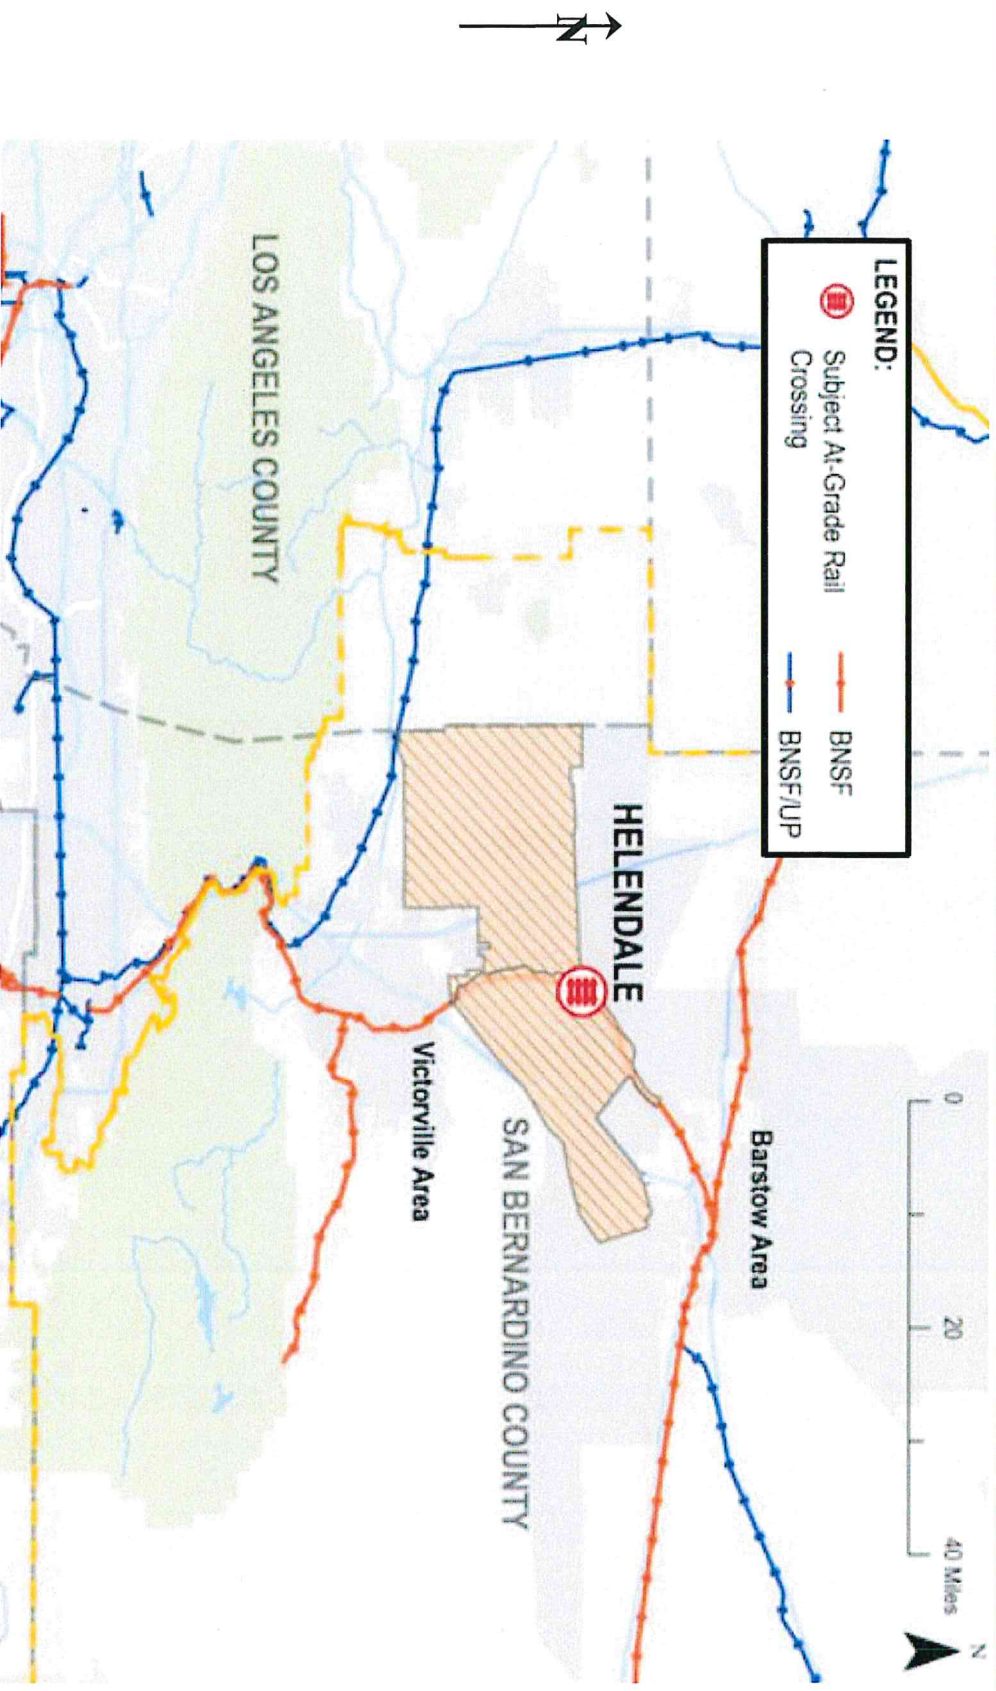 N
LEGEND:
Subject At-Grade Rail
Crossing
BNSF
BNSF/UP
0
20
40 Miles
N
Barstow Area
HELENDALE
SAN BERNARDINO COUNTY
Victorville Area
LOS ANGELES COUNTY